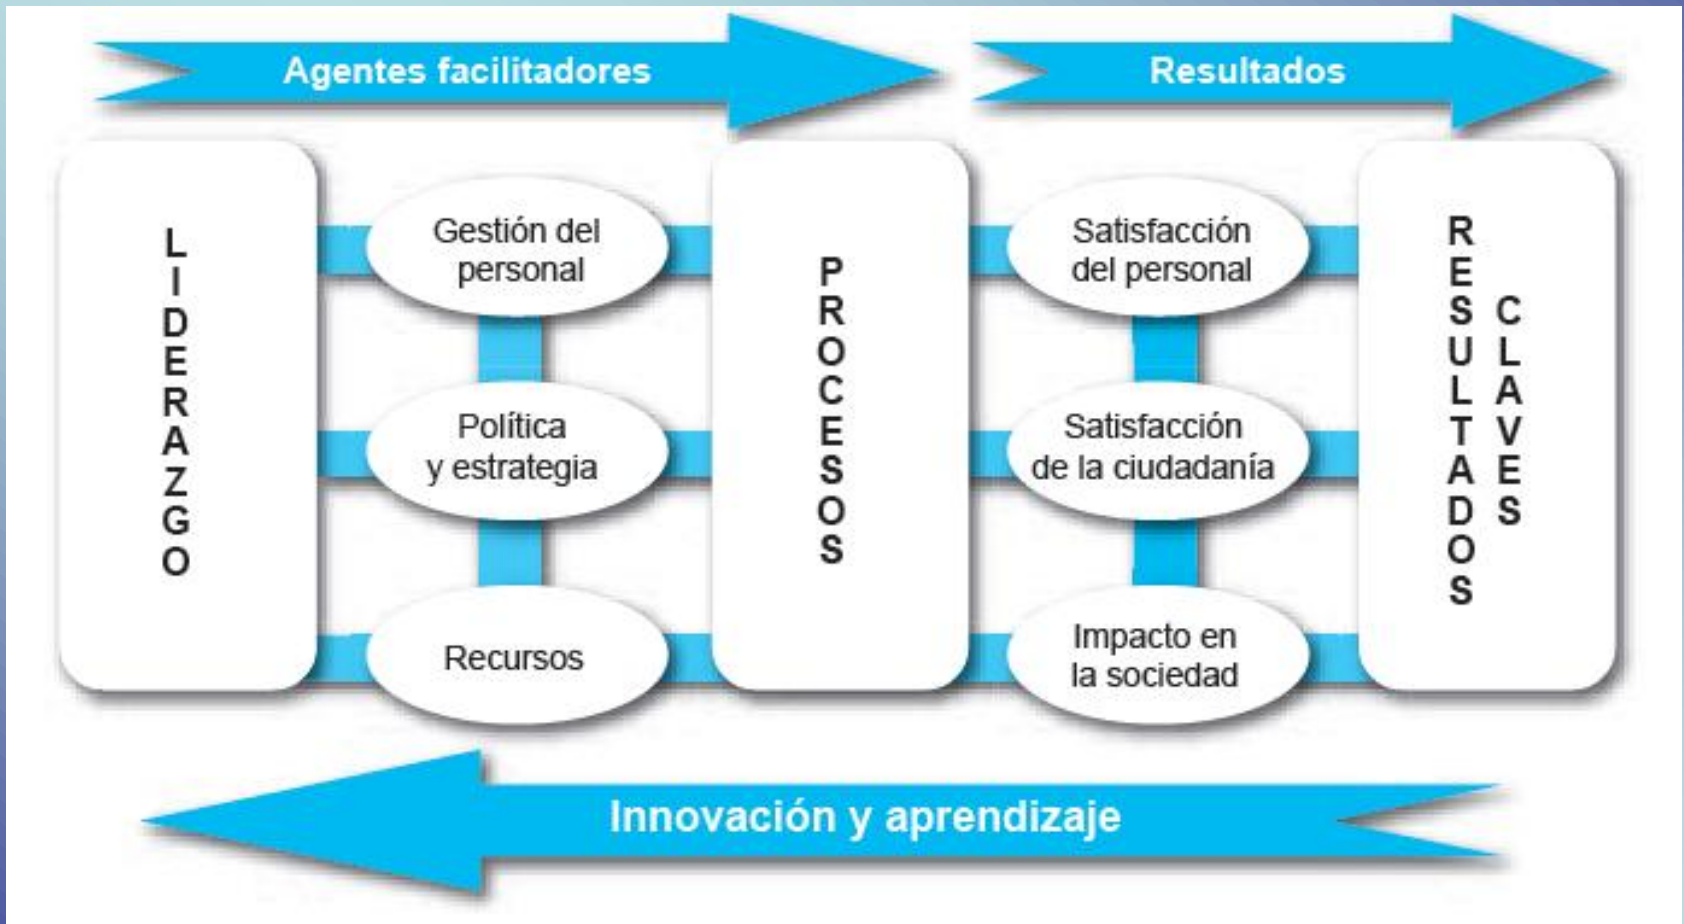 Agentes facilitadores
Resultados
LIDERAZGO
Gestión del
personal
Política
y estrategia
Recursos
PROCESOS
Satisfacción
del personal
Satisfacción
de la ciudadanía
Impacto en
la sociedad
RESULTADOS
CLAVES
Innovación y aprendizaje